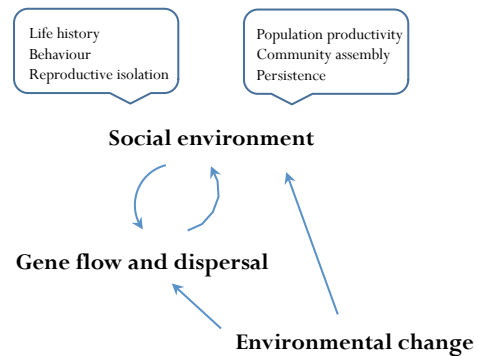 Life history
Behaviour
Reproductive isolation
Population productivity
Community assembly
Persistence
Social environment
Gene flow and dispersal
Environmental change